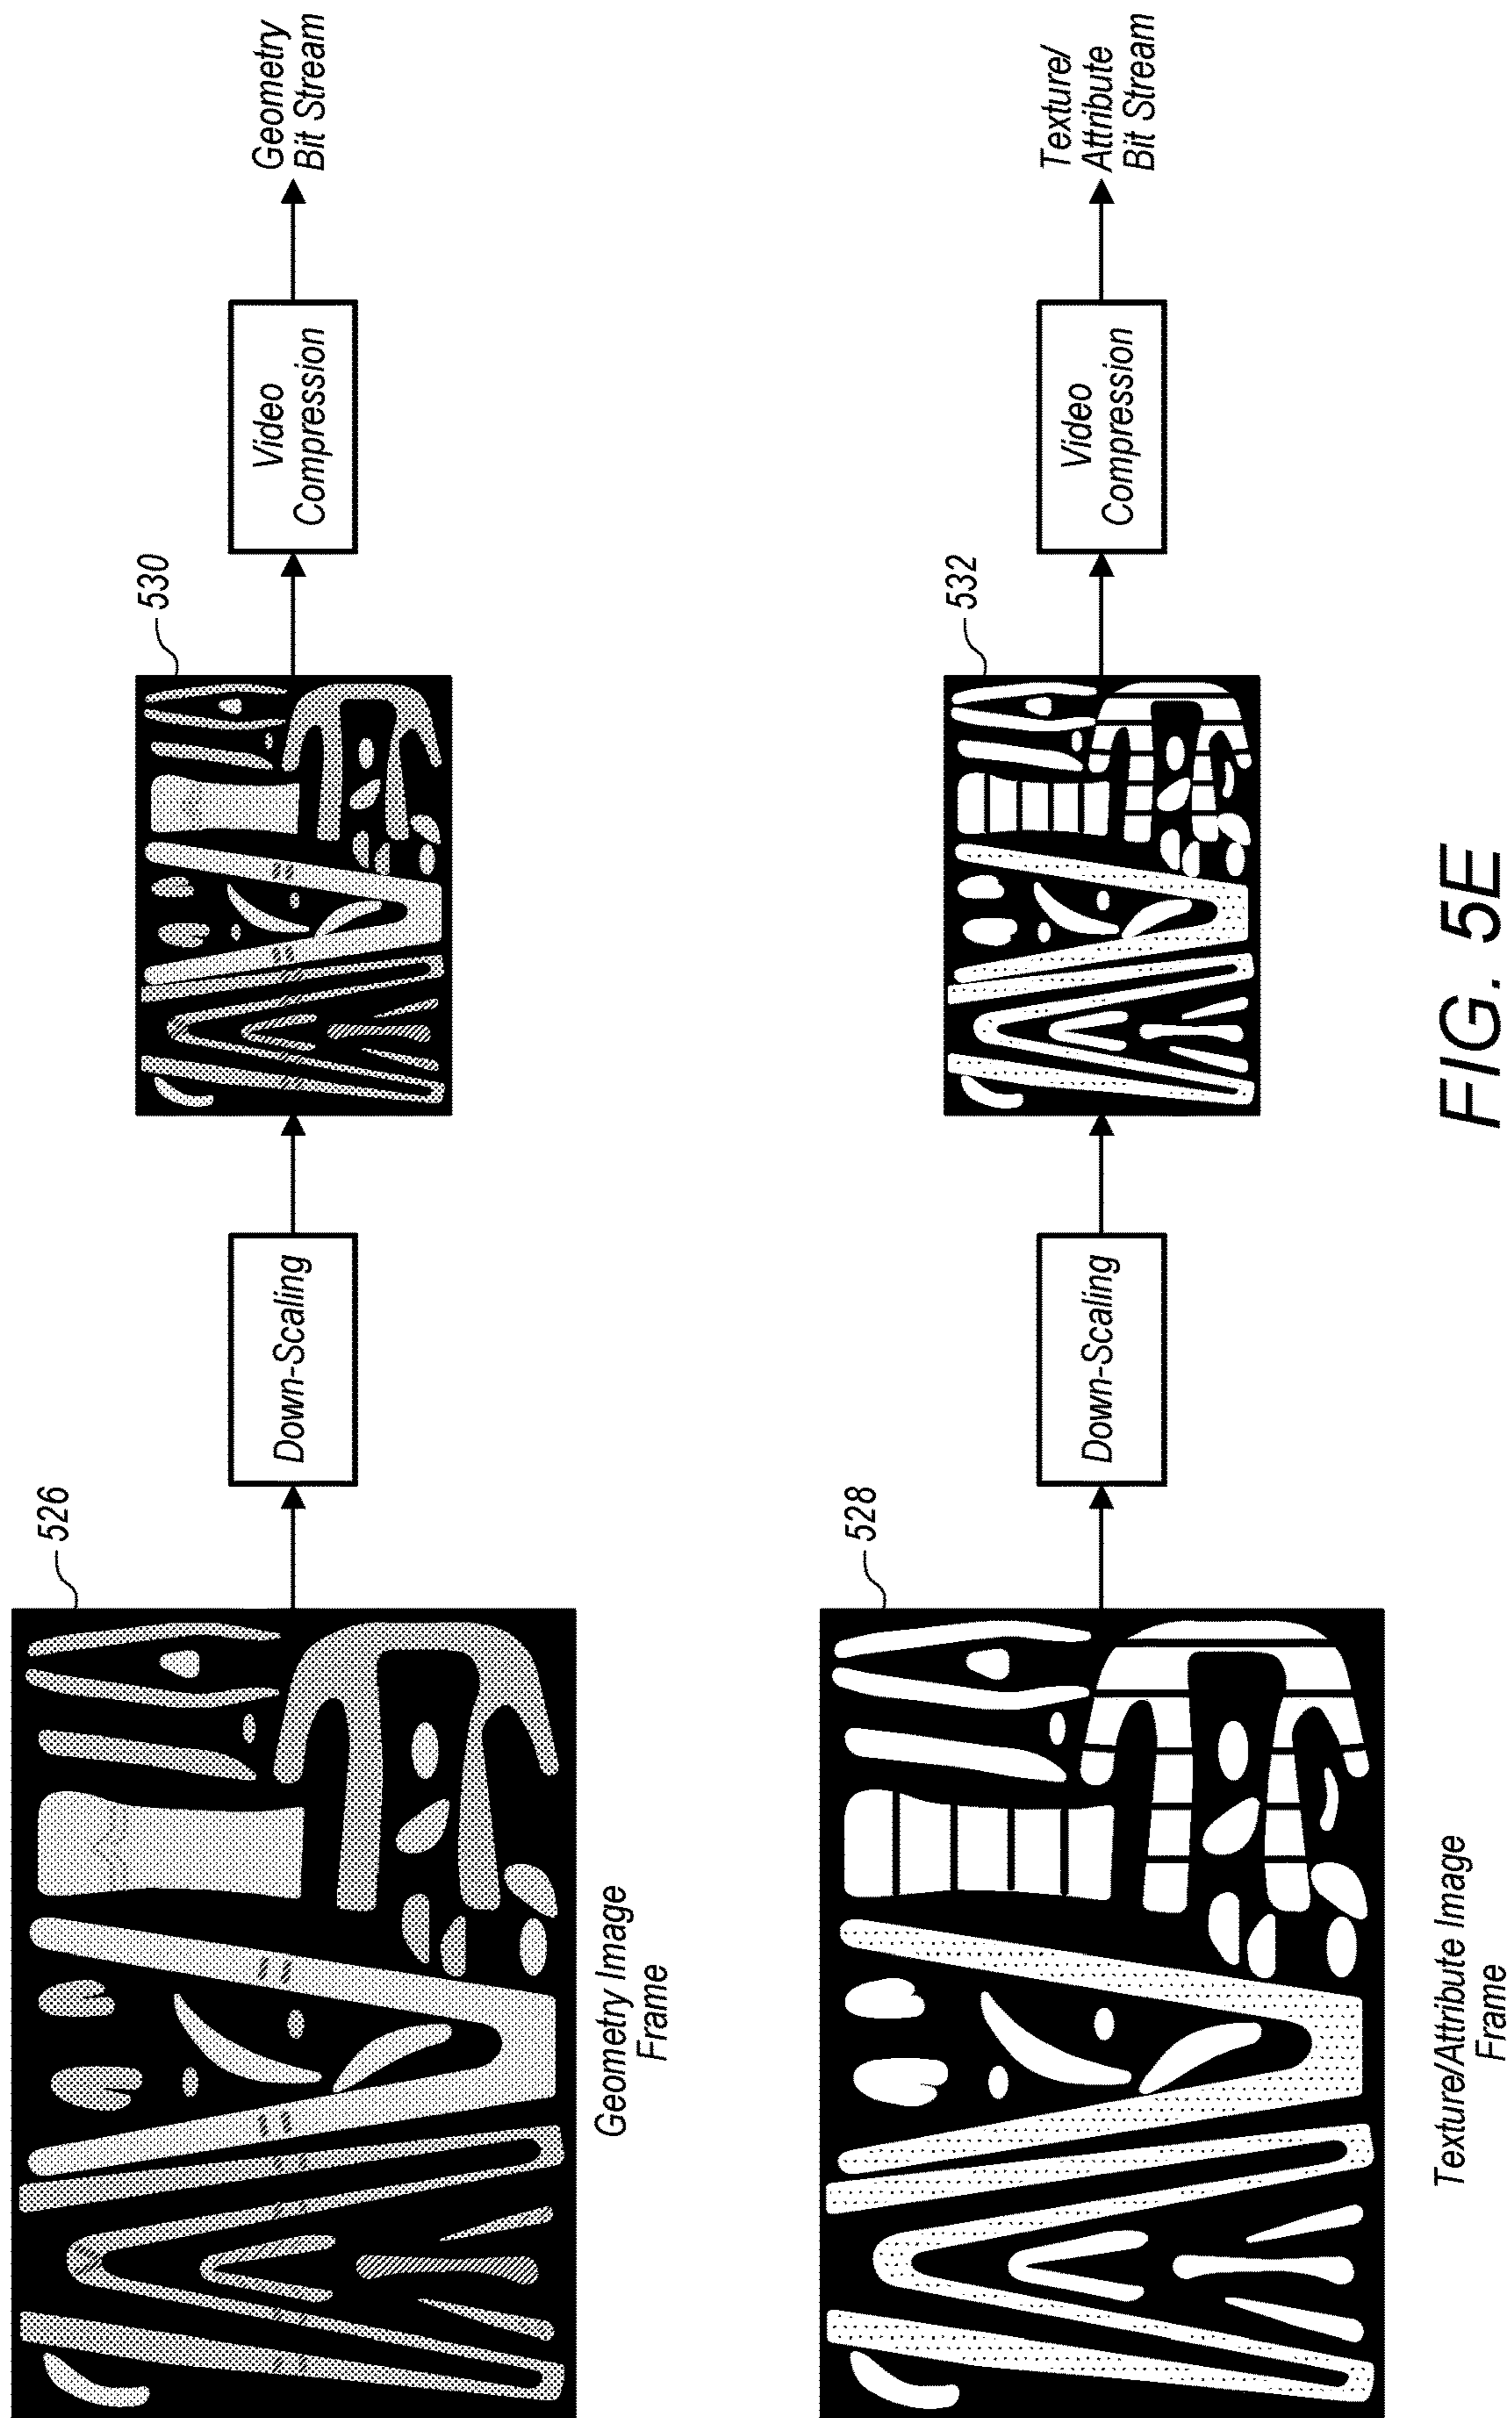 526
Geometry Image
Frame
Down-Scaling
530
Video
Compression
Geometry
Bit Stream
528
Texture/Attribute Image
Frame
Down-Scaling
532
Video
Compression
Texture/
Attribute
Bit Stream
FIG. 5E